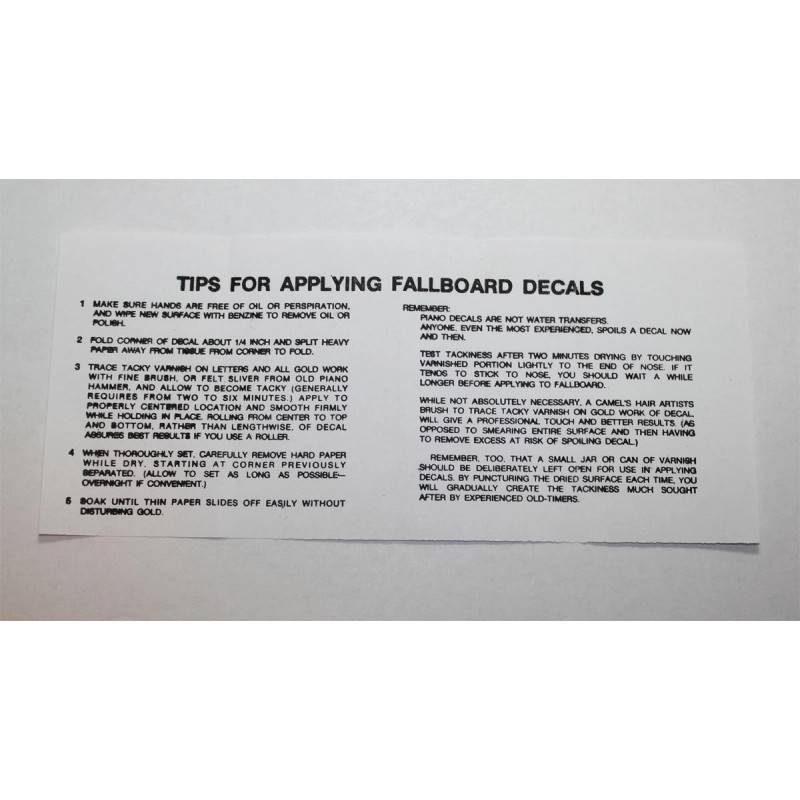 TIPS FOR APPLYING FALLBOARD DECALS
1 MAKE SURE HANDS ARE FREE OF OIL OR PERSPIRATION,
AND WIPE NEW SURFACE WITH BENZINE TO REMOVE OIL OR
POLISH.
2 FOLD CORNER OF DECAL ABOUT 1/4 INCH AND SPLIT HEAVY
PAPER AWAY FROM TISSUE FROM CORNER TO FOLD.
3 TRACE TACKY VARNISH ON LETTERS AND ALL GOLD WORK
WITH FINE BRUSH, OR FELT SLIVER FROM OLD PIANO
HAMMER, AND ALLOW TO BECOME TACKY (GENERALLY
REQUIRES FROM TWO TO SIX MINUTES.) APPLY TO
PROPERLY CENTERED LOCATION AND SMOOTH FIRMLY
WHILE HOLDING IN PLACE. ROLLING FROM CENTER TO TOP
AND BOTTOM, RATHER THAN LENGTHWISE, OF DECAL
ASSURES BEST RESULTS IF YOU USE A ROLLER.
4 WHEN THOROUGHLY SET, CAREFULLY REMOVE HARD PAPER
WHILE DRY, STARTING AT CORNER PREVIOUSLY
SEPARATED. (ALLOW TO SET AS LONG AS POSSIBLE—
OVERNIGHT IF CONVENIENT.)
5 SOAK UNTIL THIN PAPER SLIDES OFF EASILY WITHOUT
DISTURBING GOLD.
REMEMBER:
PIANO DECALS ARE NOT WATER TRANSFERS.
ANYONE, EVEN THE MOST EXPERIENCED, SPOILS A DECAL NOW
AND THEN.
TEST TACKINESS AFTER TWO MINUTES DRYING BY TOUCHING
VARNISHED PORTION LIGHTLY TO THE END OF NOSE. IF IT
TENDS TO STICK TO NOSE, YOU SHOULD WAIT A WHILE
LONGER BEFORE APPLYING TO FALLBOARD.
WHILE NOT ABSOLUTELY NECESSARY, A CAMEL'S HAIR ARTISTS
BRUSH TO TRACE TACKY VARNISH ON GOLD WORK OF DECAL,
WILL GIVE A PROFESSIONAL TOUCH AND BETTER RESULTS. (AS
OPPOSED TO SMEARING ENTIRE SURFACE AND THEN HAVING
TO REMOVE EXCESS AT RISK OF SPOILING DECAL.)
REMEMBER, TOO, THAT A SMALL JAR OR CAN OF VARNISH
SHOULD BE DELIBERATELY LEFT OPEN FOR USE IN APPLYING
DECALS. BY PUNCTURING THE DRIED SURFACE EACH TIME, YOU
WILL GRADUALLY CREATE THE TACKINESS MUCH SOUGHT
AFTER BY EXPERIENCED OLD-TIMERS.